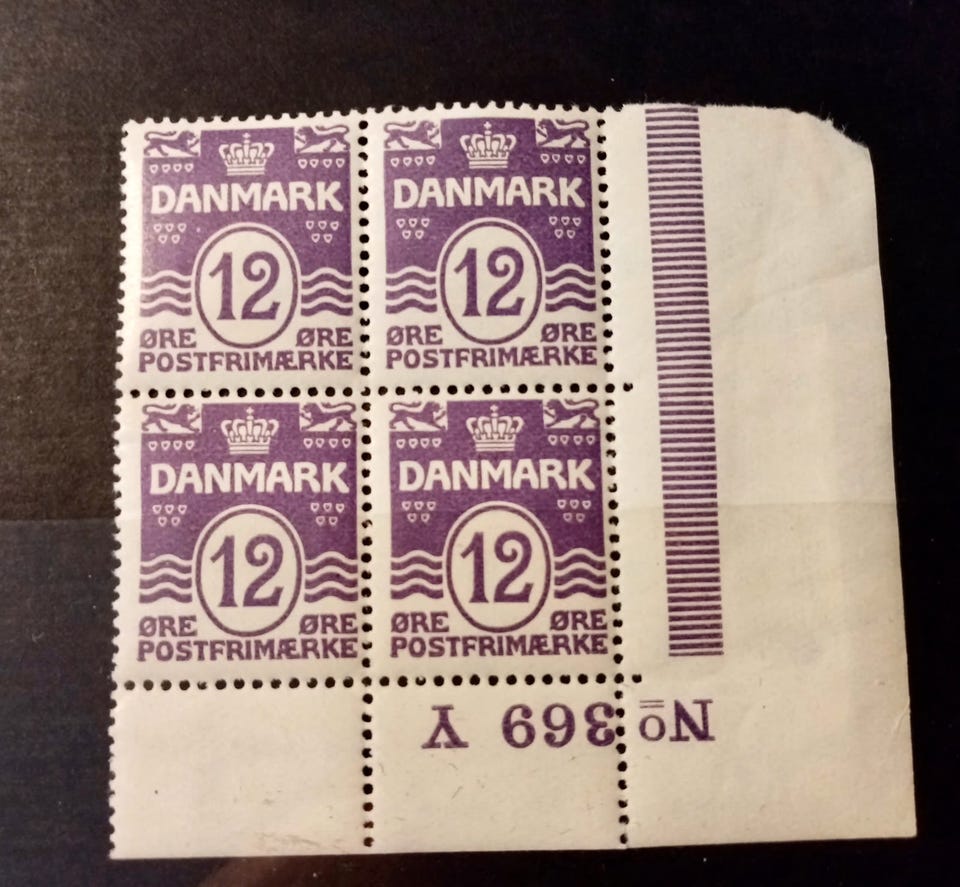 DANMARK
12
ØRE ØRE
POSTFRIMÆRKE
DANMARK
12
ØRE ØRE
POSTFRIMÆRKE
DANMARK
12
ØRE ØRE
POSTFRIMÆRKE
DANMARK
12
ØRE ØRE
POSTFRIMÆRKE
No 369 Y